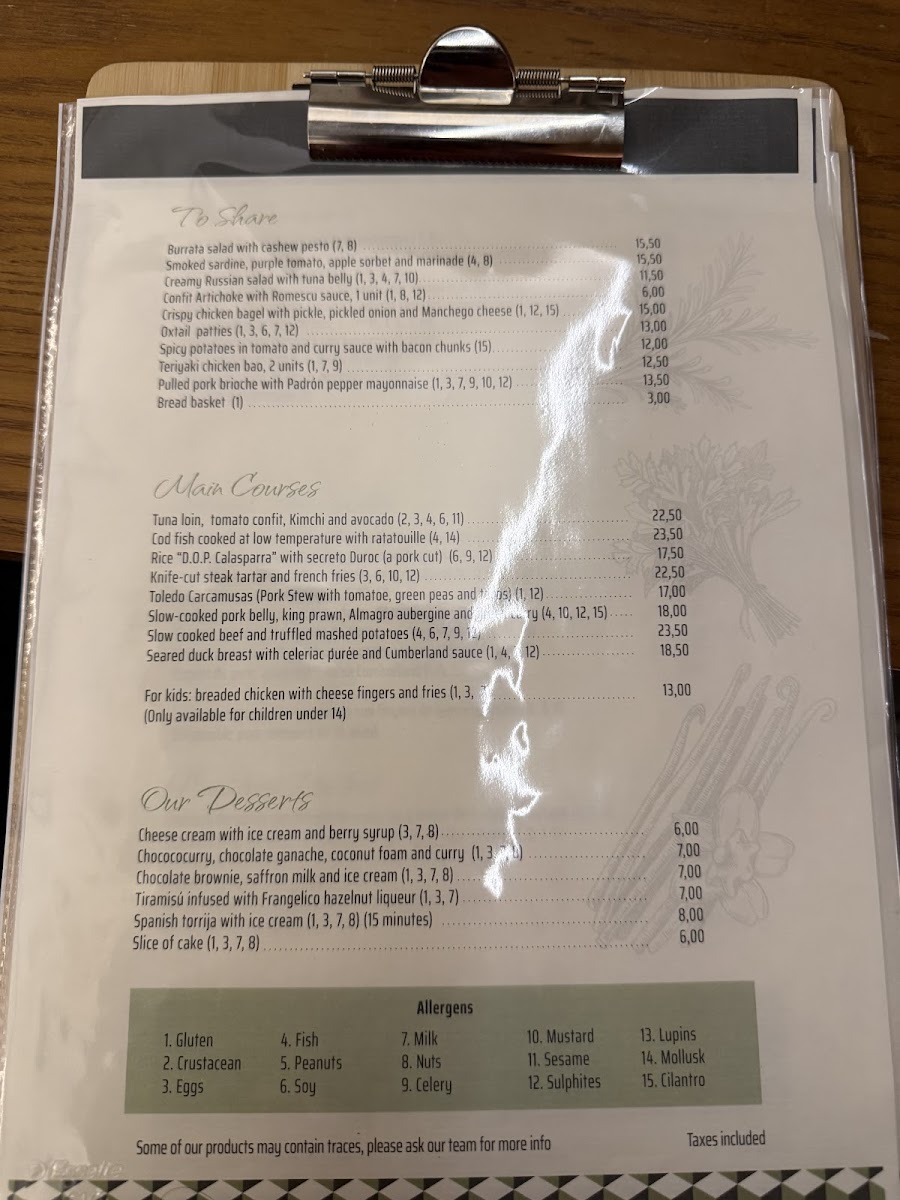 To Share
Burrata salad with cashew pesto (7, 8) 15,50
Smoked sardine, purple tomato, apple sorbet and marinade (4, 8) 15,50
Creamy Russian salad with tuna belly (1, 3, 4, 7, 10) 11,50
Confit Artichoke with Romescu sauce, 1 unit (1, 8, 12) 6,00
Crispy chicken bagel with pickle, pickled onion and Manchego cheese (1, 12, 15) 15,00
Oxtail patties (1, 3, 6, 7, 12) 13,00
Spicy potatoes in tomato and curry sauce with bacon chunks (15) 12,00
Teriyaki chicken bao, 2 units (1, 7, 9) 12,50
Pulled pork brioche with Padrón pepper mayonnaise (1, 3, 7, 9, 10, 12) 13,50
Bread basket (1) 3,00
Main Courses
Tuna loin, tomato confit, Kimchi and avocado (2, 3, 4, 6, 11) 22,50
Cod fish cooked at low temperature with ratatouille (4, 14) 23,50
Rice "D.O.P. Calasparra" with secreto Duroc (a pork cut) (6, 9, 12) 17,50
Knife-cut steak tartar and french fries (3, 6, 10, 12) 22,50
Toledo Carcamusas (Pork Stew with tomatoe, green peas and (1, 12) 17,00
Slow-cooked pork belly, king prawn, Almagro aubergine and (4, 10, 12, 15) 18,00
Slow cooked beef and truffled mashed potatoes (4, 6, 7, 9, 23,50
Seared duck breast with celeriac purée and Cumberland sauce (1, 4, 12) 18,50
For kids: breaded chicken with cheese fingers and fries (1, 3, 13,00
(Only available for children under 14)
Our Desserts
Cheese cream with ice cream and berry syrup (3, 7, 8) 6,00
Chocococurry, chocolate ganache, coconut foam and curry (1, 3, 7,00
Chocolate brownie, saffron milk and ice cream (1, 3, 7, 8) 7,00
Tiramisú infused with Frangelico hazelnut liqueur (1, 3, 7) 7,00
Spanish torrija with ice cream (1, 3, 7, 8) (15 minutes) 8,00
Slice of cake (1, 3, 7, 8) 6,00
Allergens
1. Gluten 4. Fish 7. Milk 10. Mustard 13. Lupins
2. Crustacean 5. Peanuts 8. Nuts 11. Sesame 14. Mollusk
3. Eggs 6. Soy 9. Celery 12. Sulphites 15. Cilantro
Some of our products may contain traces, please ask our team for more info Taxes included